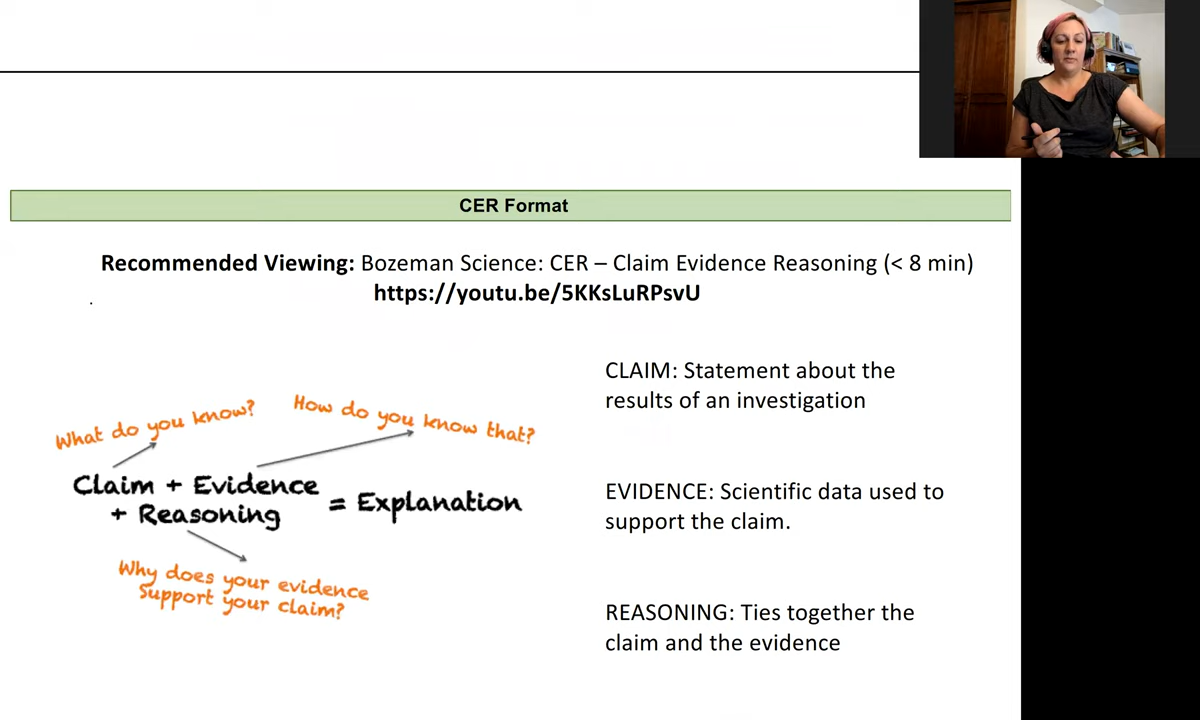 CER Format
Recommended Viewing: Bozeman Science: CER – Claim Evidence Reasoning (< 8 min)
https://youtu.be/5KKsLuRPsvU
What do you know?
How do you know that?
Claim + Evidence
+ Reasoning
= Explanation
Why does your evidence
support your claim?
CLAIM: Statement about the
results of an investigation
EVIDENCE: Scientific data used to
support the claim.
REASONING: Ties together the
claim and the evidence